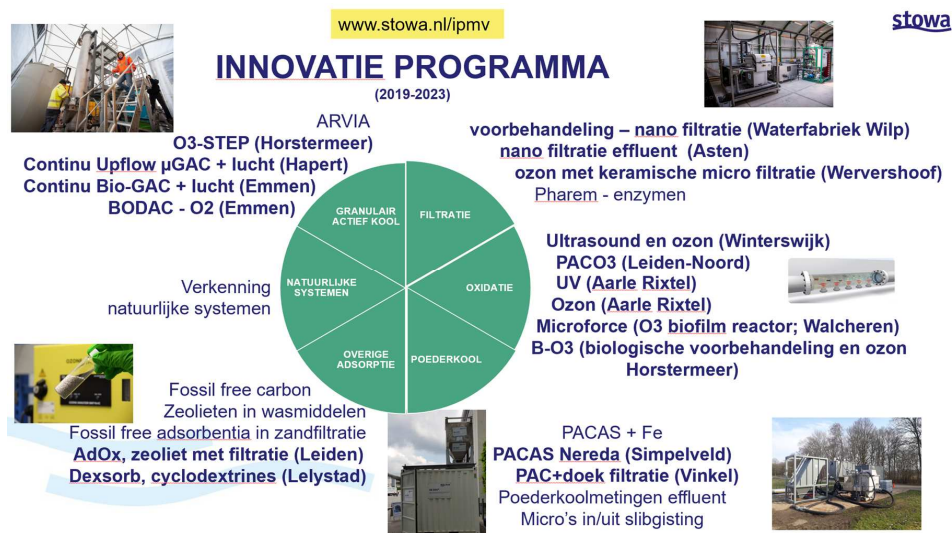 www.stowa.nl/ipmv
stowa
INNOVATIE PROGRAMMA
(2019-2023)
ARVIA
O3-STEP (Horstermeer)
Continu Upflow µGAC + lucht (Hapert)
Continu Bio-GAC + lucht (Emmen)
BODAC - O2 (Emmen)
voorbehandeling – nano filtratie (Waterfabriek Wilp)
nano filtratie effluent (Asten)
ozon met keramische micro filtratie (Wervershoof)
Pharem - enzymen
GRANULAIR
ACTIEF KOOL
FILTRATIE
NATUURLIJKE
SYSTEMEN
OXIDATIE
OVERIGE
ADSORPTIE
POEDERKOOL
Verkenning
natuurlijke systemen
Ultrasound en ozon (Winterswijk)
PACO3 (Leiden-Noord)
UV (Aarle Rixtel)
Ozon (Aarle Rixtel)
Microforce (O3 biofilm reactor; Walcheren)
B-O3 (biologische voorbehandeling en ozon
Horstermeer)
Fossil free carbon
Zeolieten in wasmiddelen
Fossil free adsorbentia in zandfiltratie
AdOx, zeoliet met filtratie (Leiden)
Dexsorb, cyclodextrines (Lelystad)
PACAS + Fe
PACAS Nereda (Simpelveld)
PAC+doek filtratie (Vinkel)
Poederkoolmetingen effluent
Micro's in/uit slibgisting